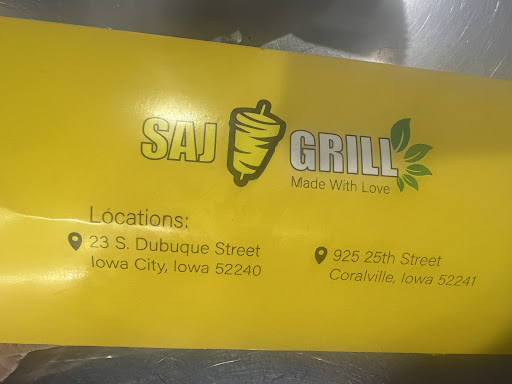 SAJ GRILL
Made With Love
Locations:
23 S. Dubuque Street
Iowa City, Iowa 52240
925 25th Street
Coralville, Iowa 52241